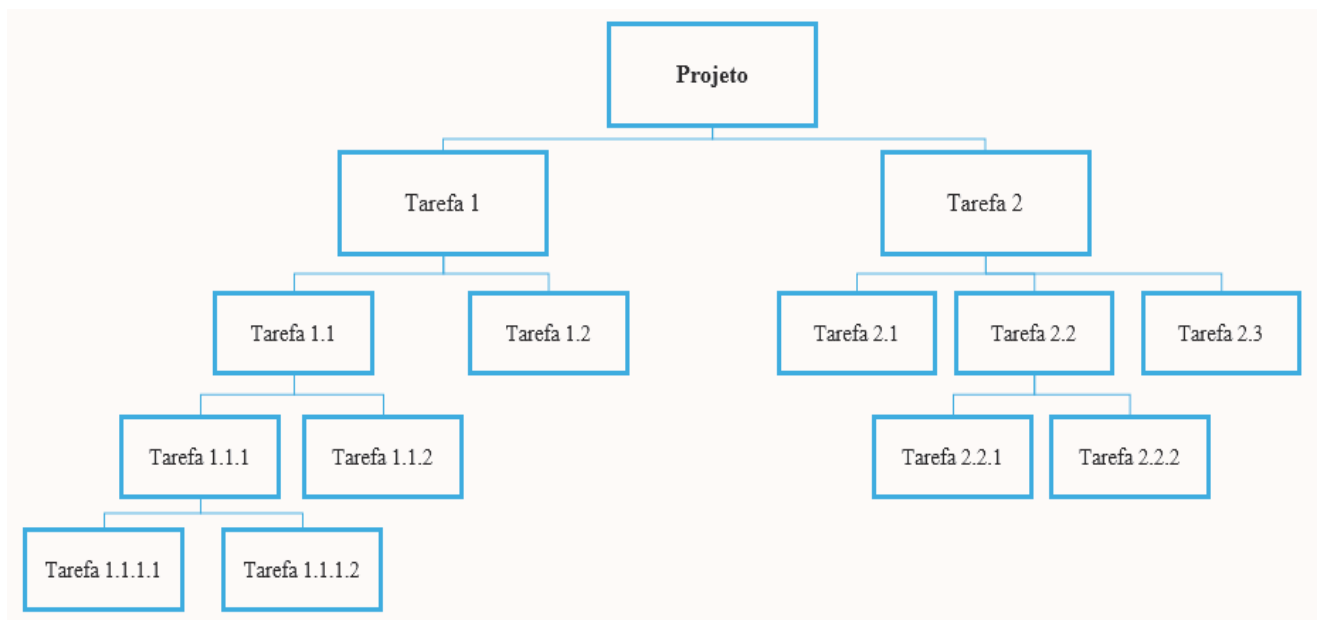 Projeto
Tarefa 1
Tarefa 2
Tarefa 1.1
Tarefa 1.2
Tarefa 2.1
Tarefa 2.2
Tarefa 2.3
Tarefa 1.1.1
Tarefa 1.1.2
Tarefa 2.2.1
Tarefa 2.2.2
Tarefa 1.1.1.1
Tarefa 1.1.1.2